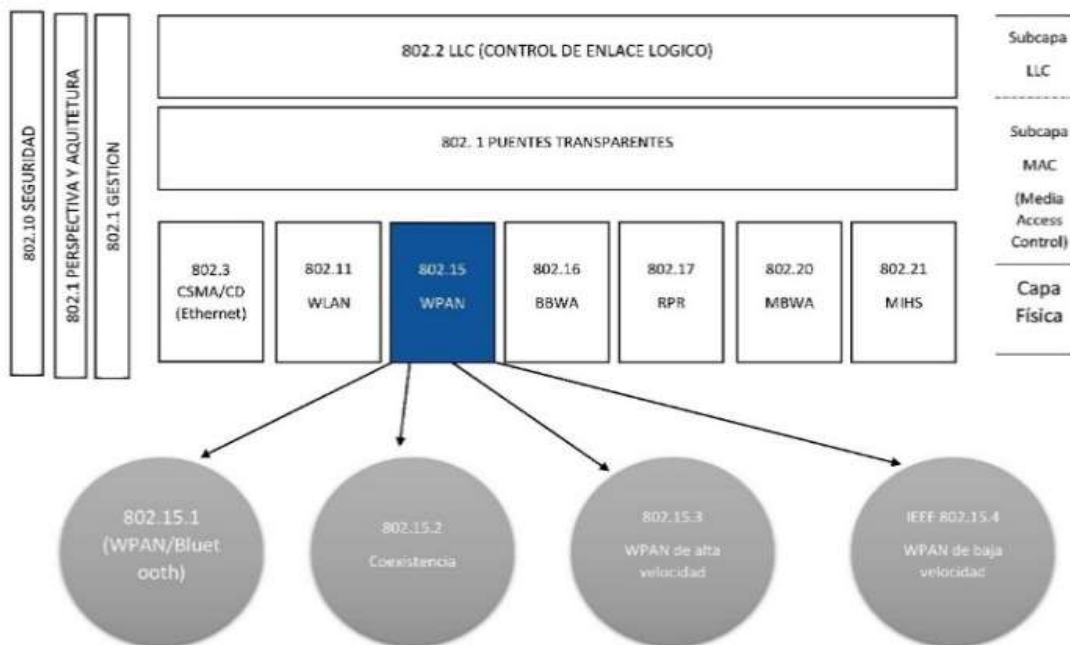 802.10 SEGURIDAD
802.1 PERSPECTIVA Y AQUITETURA
802.1 GESTION
802.2 LLC (CONTROL DE ENLACE LOGICO)
802. 1 PUENTES TRANSPARENTES
802.3
CSMA/CD
(Ethernet)
802.11
WLAN
802.15
WPAN
802.16
BBWA
802.17
RPR
802.20
MBWA
802.21
MIHS
Subcapa
LLC
Subcapa
MAC
(Media
Access
Control)
Capa
Física
802.15.1
(WPAN/Bluet
ooth)
802.15.2
Coexistencia
802.15.3
WPAN de alta
velocidad
IEEE 802.15.4
WPAN de baja
velocidad